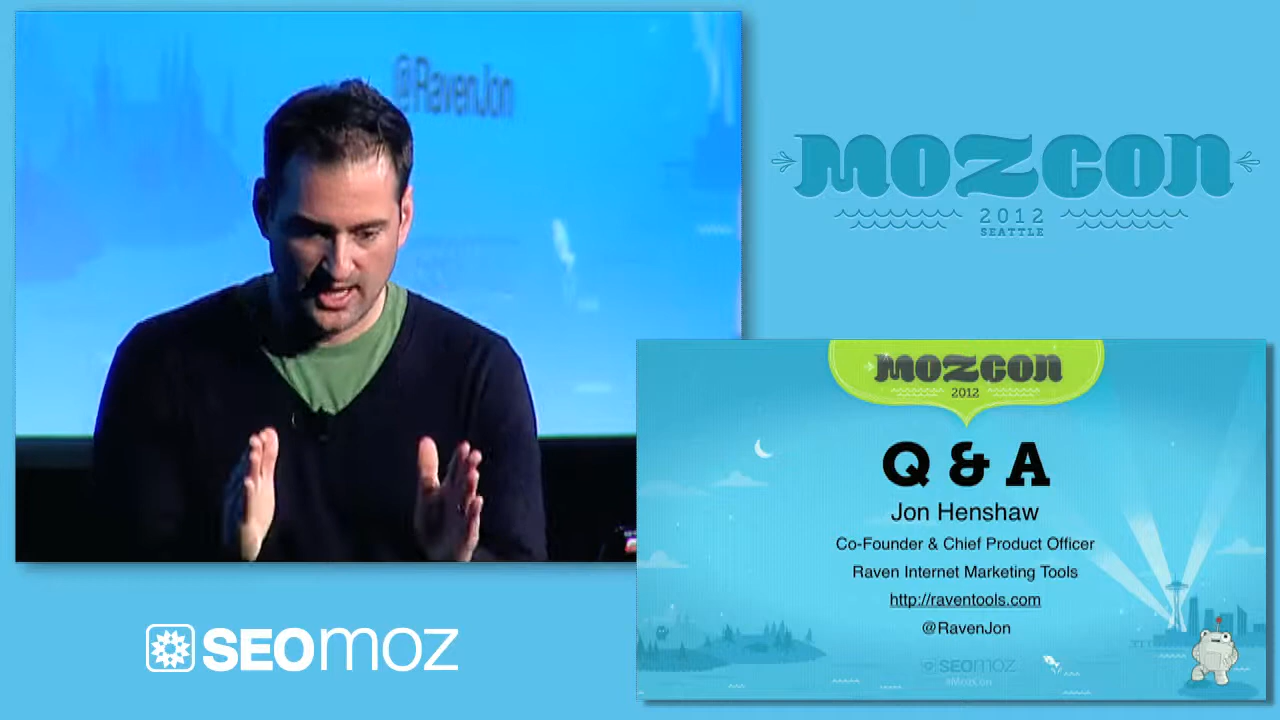 @RavenJon
MOZCON
2012
SEATTLE
MOZCON
2012
Q & A
Jon Henshaw
Co-Founder & Chief Product Officer
Raven Internet Marketing Tools
http://raventools.com
@RavenJon
SEOMOZ
#MozCon
SEOMOZ